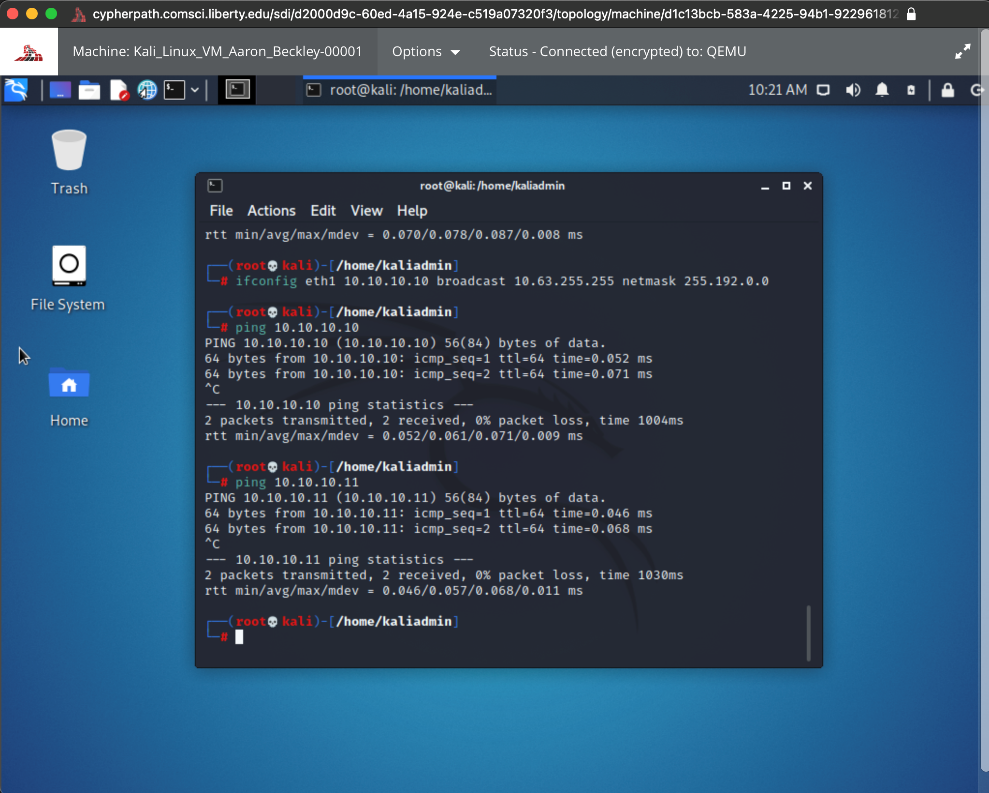 cypherpath.comsci.liberty.edu/sdi/d2000d9c-60ed-4a15-924e-c519a07320f3/topology/machine/d1c13bcb-583a-4225-94b1-922961812
Machine: Kali_Linux_VM_Aaron_Beckley-00001 Options Status - Connected (encrypted) to: QEMU
root@kali: /home/kaliad... 10:21 AM
Trash
File System
Home
root@kali: /home/kaliadmin
File Actions Edit View Help
rtt min/avg/max/mdev = 0.070/0.078/0.087/0.008 ms
┌──(root💀kali)-[/home/kaliadmin]
└─# ifconfig eth1 10.10.10.10 broadcast 10.63.255.255 netmask 255.192.0.0
┌──(root💀kali)-[/home/kaliadmin]
└─# ping 10.10.10.10
PING 10.10.10.10 (10.10.10.10) 56(84) bytes of data.
64 bytes from 10.10.10.10: icmp_seq=1 ttl=64 time=0.052 ms
64 bytes from 10.10.10.10: icmp_seq=2 ttl=64 time=0.071 ms
^C
--- 10.10.10.10 ping statistics ---
2 packets transmitted, 2 received, 0% packet loss, time 1004ms
rtt min/avg/max/mdev = 0.052/0.061/0.071/0.009 ms
┌──(root💀kali)-[/home/kaliadmin]
└─# ping 10.10.10.11
PING 10.10.10.11 (10.10.10.11) 56(84) bytes of data.
64 bytes from 10.10.10.11: icmp_seq=1 ttl=64 time=0.046 ms
64 bytes from 10.10.10.11: icmp_seq=2 ttl=64 time=0.068 ms
^C
--- 10.10.10.11 ping statistics ---
2 packets transmitted, 2 received, 0% packet loss, time 1030ms
rtt min/avg/max/mdev = 0.046/0.057/0.068/0.011 ms
┌──(root💀kali)-[/home/kaliadmin]
└─#